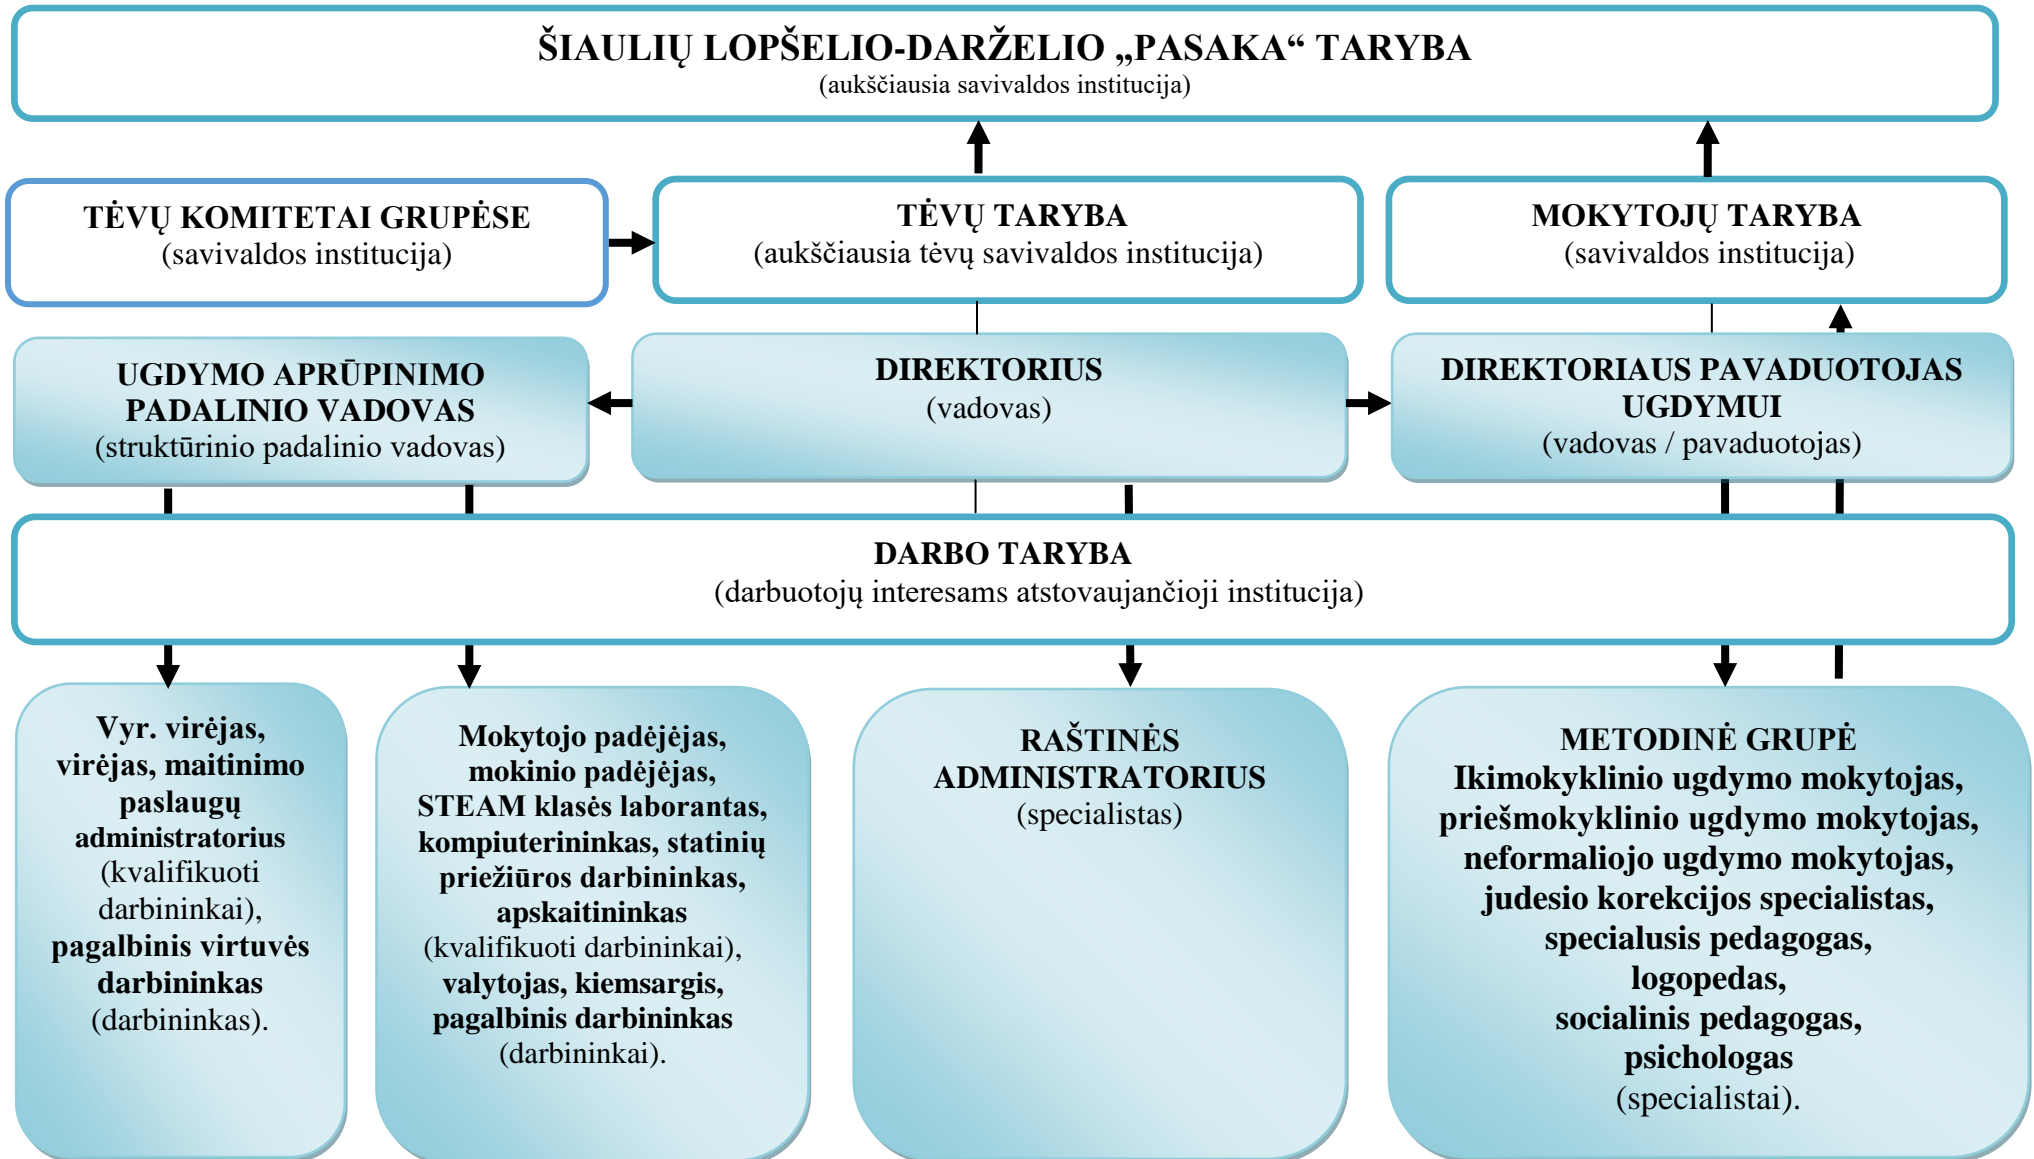 ŠIAULIŲ LOPŠELIO-DARŽELIO „PASAKA“ TARYBA
(aukščiausia savivaldos institucija)
TĖVŲ KOMITETAI GRUPĖSE
(savivaldos institucija)
TĖVŲ TARYBA
(aukščiausia tėvų savivaldos institucija)
MOKYTOJŲ TARYBA
(savivaldos institucija)
UGDYMO APRŪPINIMO
PADALINIO VADOVAS
(struktūrinio padalinio vadovas)
DIREKTORIUS
(vadovas)
DIREKTORIAUS PAVADUOTOJAS
UGDYMUI
(vadovas / pavaduotojas)
DARBO TARYBA
(darbuotojų interesams atstovaujančioji institucija)
Vyr. virėjas,
virėjas, maitinimo
paslaugų
administratorius
(kvalifikuoti
darbininkai),
pagalbinis virtuvės
darbininkas
(darbininkas).
Mokytojo padėjėjas,
mokinio padėjėjas,
STEAM klasės laborantas,
kompiuterininkas, statinių
priežiūros darbininkas,
apskaitininkas
(kvalifikuoti darbininkai),
valytojas, kiemsargis,
pagalbinis darbininkas
(darbininkai).
RAŠTINĖS
ADMINISTRATORIUS
(specialistas)
METODINĖ GRUPĖ
Ikimokyklinio ugdymo mokytojas,
priešmokyklinio ugdymo mokytojas,
neformaliojo ugdymo mokytojas,
judesio korekcijos specialistas,
specialusis pedagogas,
logopedas,
socialinis pedagogas,
psichologas
(specialistai).